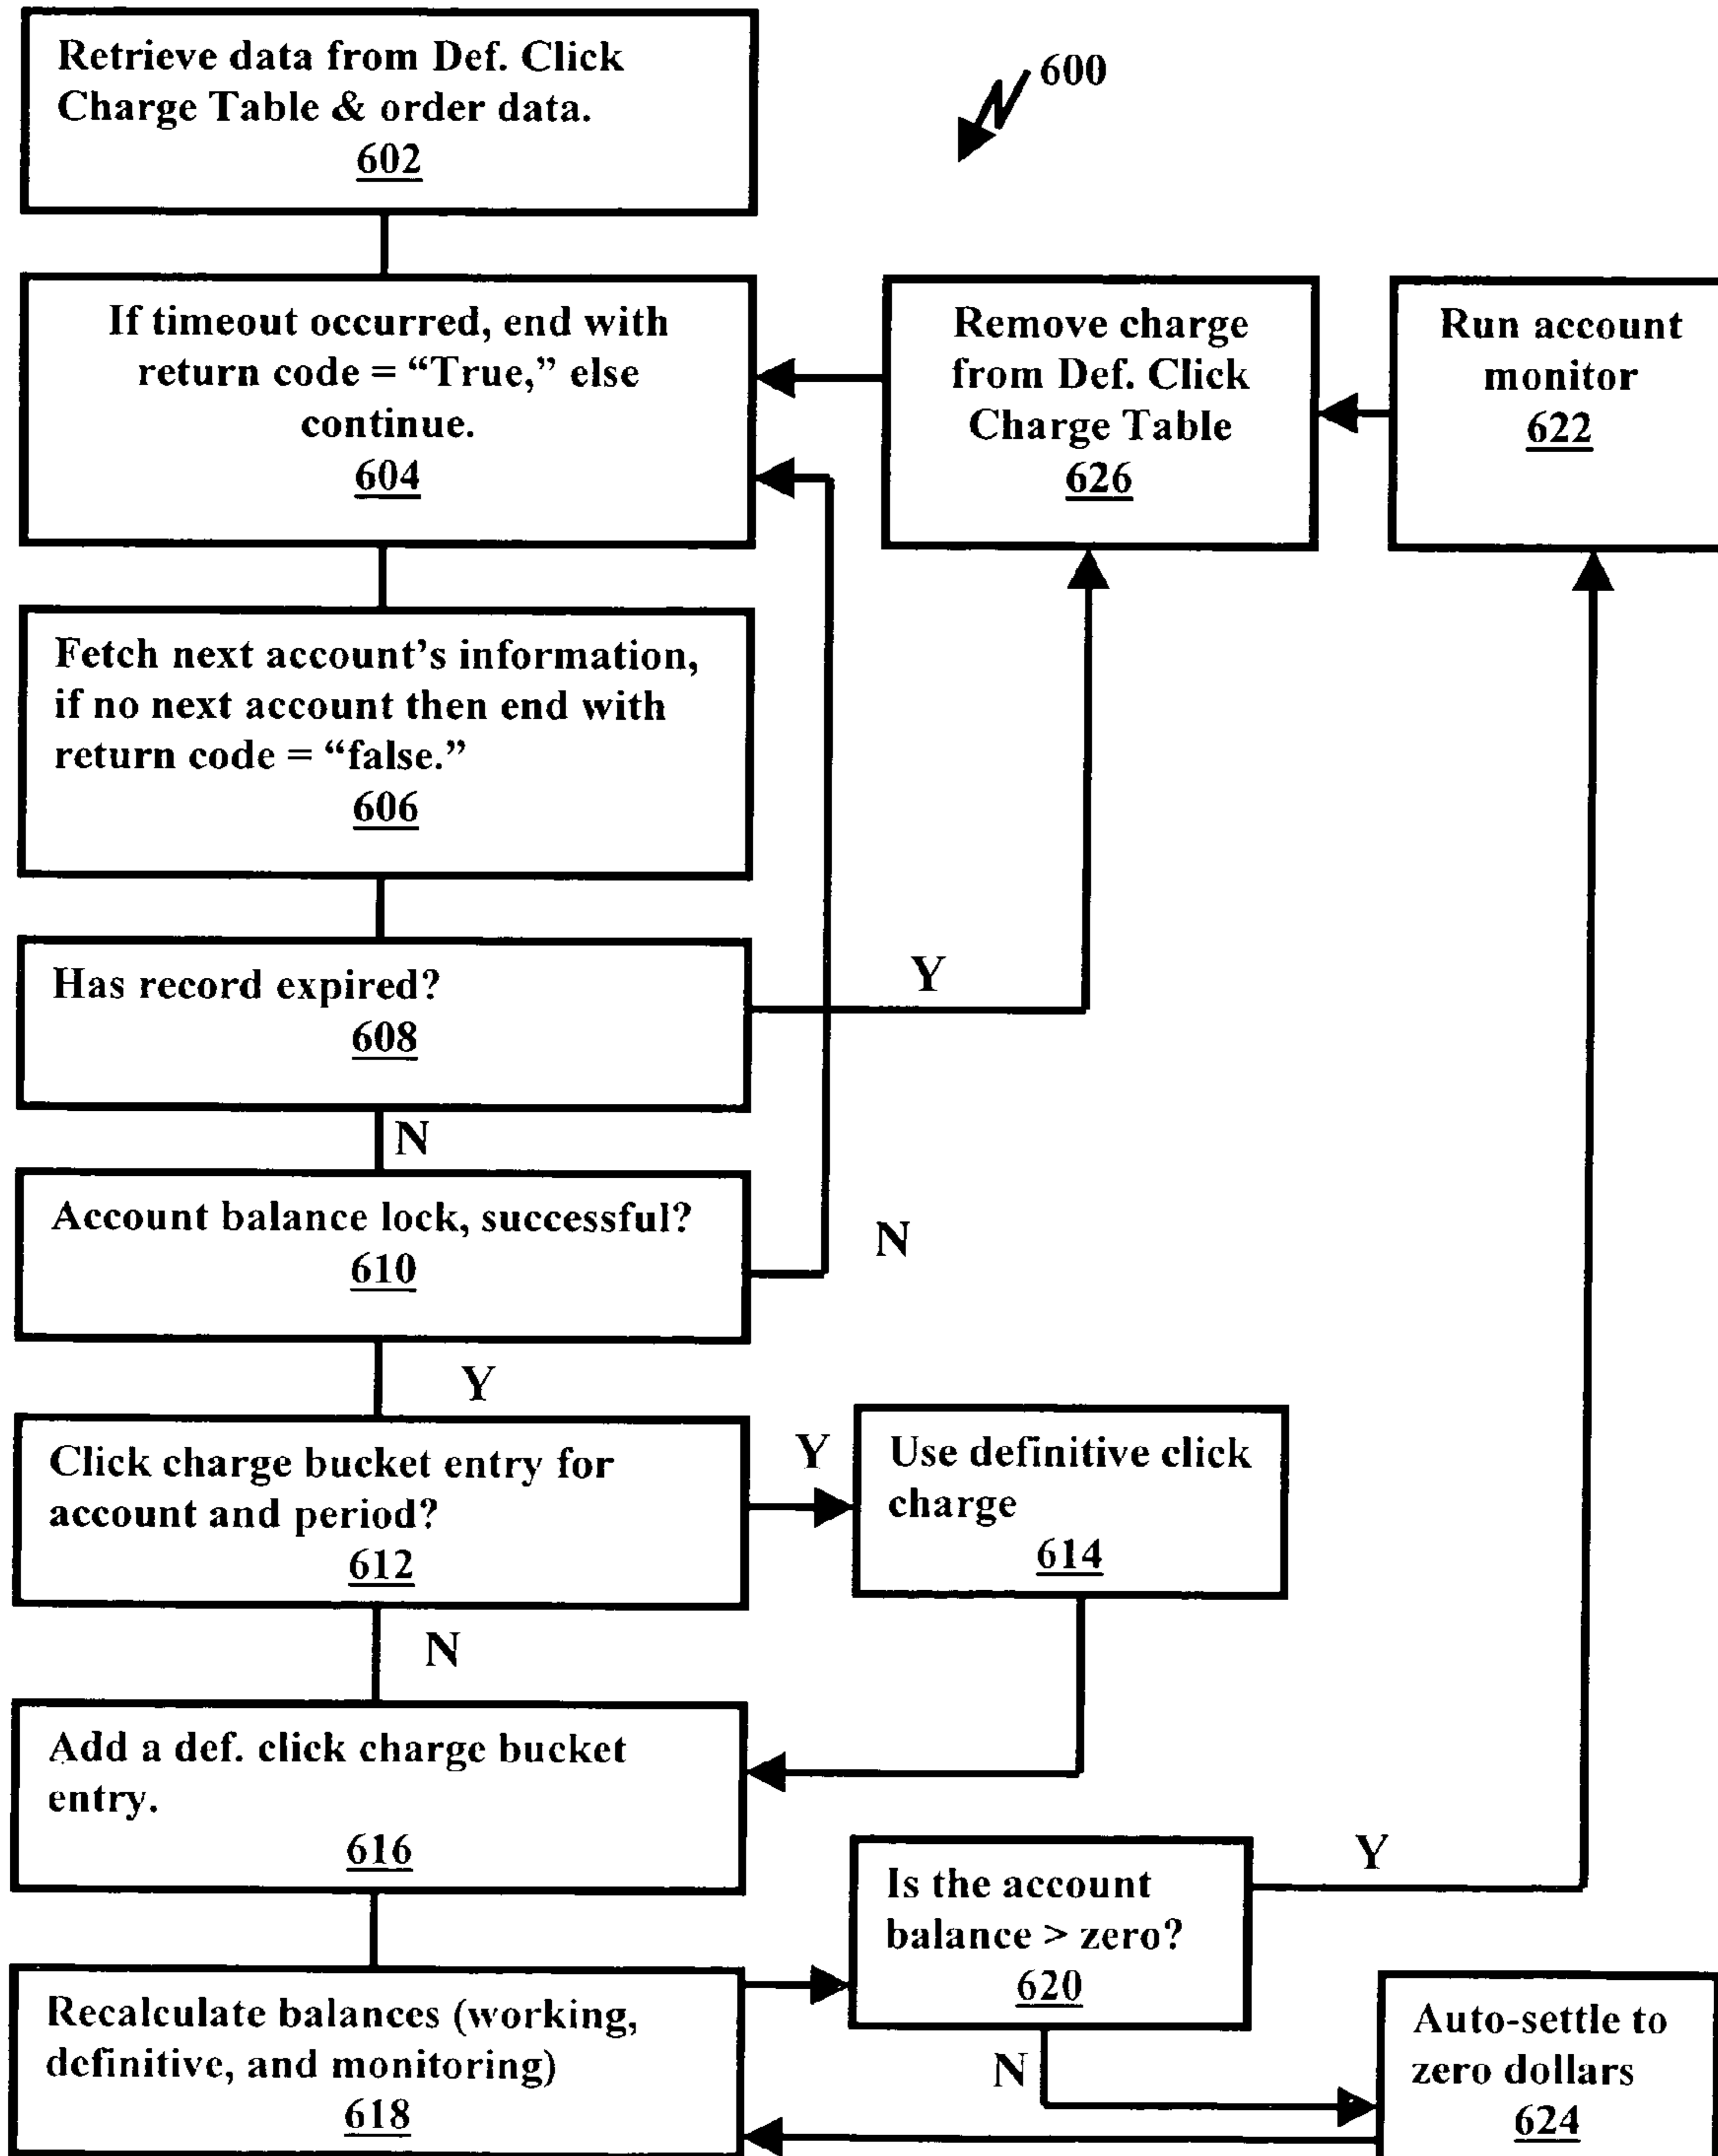 Retrieve data from Def. Click
Charge Table & order data.
602
600
If timeout occurred, end with
return code = “True,” else
continue.
604
Remove charge
from Def. Click
Charge Table
626
Run account
monitor
622
Fetch next account’s information,
if no next account then end with
return code = “false.”
606
Has record expired?
608
Y
N
Account balance lock, successful?
610
N
Y
Click charge bucket entry for
account and period?
612
Y
Use definitive click
charge
614
N
Add a def. click charge bucket
entry.
616
Is the account
balance > zero?
620
Y
N
Recalculate balances (working,
definitive, and monitoring)
618
Auto-settle to
zero dollars
624